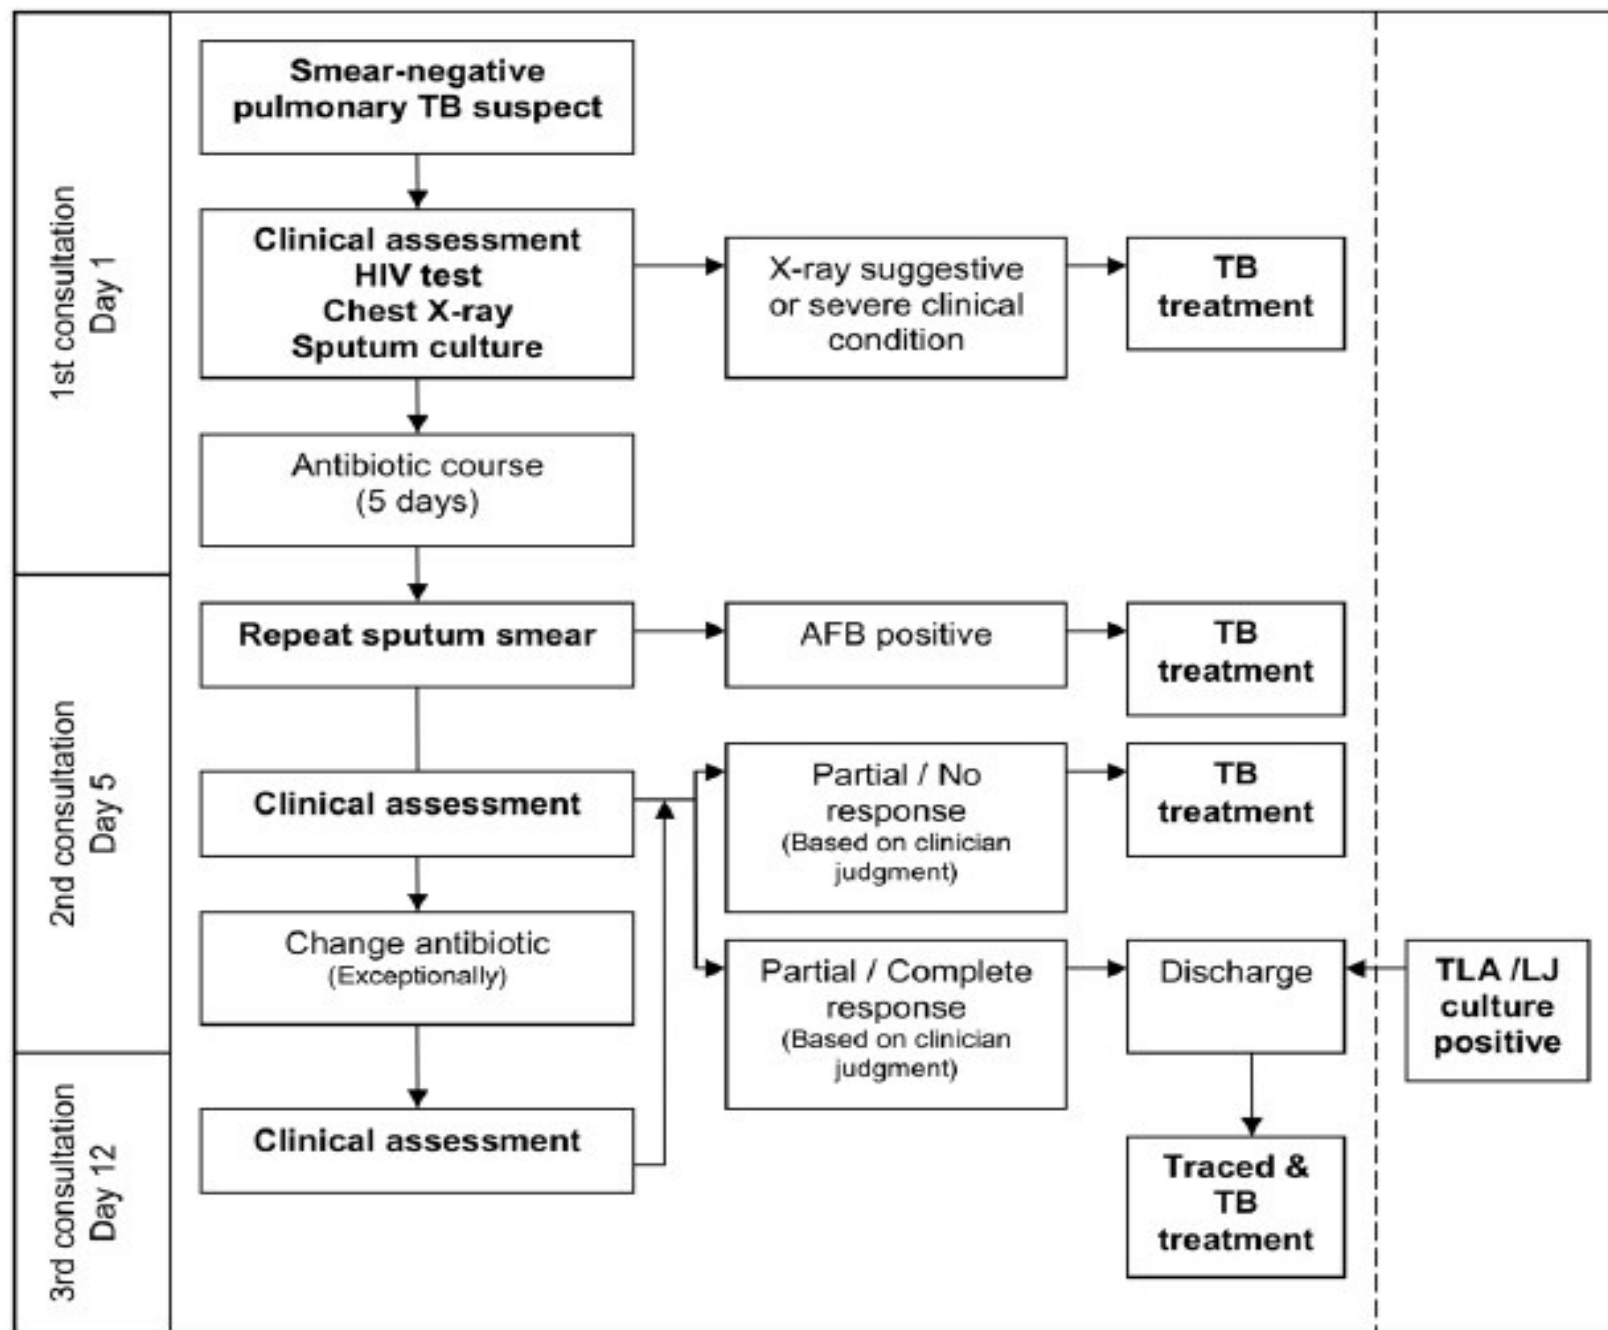 1st consultation
Day 1
Smear-negative
pulmonary TB suspect
Clinical assessment
HIV test
Chest X-ray
Sputum culture
X-ray suggestive
or severe clinical
condition
TB
treatment
Antibiotic course
(5 days)
2nd consultation
Day 5
Repeat sputum smear
AFB positive
TB
treatment
Clinical assessment
Partial / No
response
(Based on clinician
judgment)
TB
treatment
Change antibiotic
(Exceptionally)
Partial / Complete
response
(Based on clinician
judgment)
Discharge
TLA /LJ
culture
positive
3rd consultation
Day 12
Clinical assessment
Traced &
TB
treatment